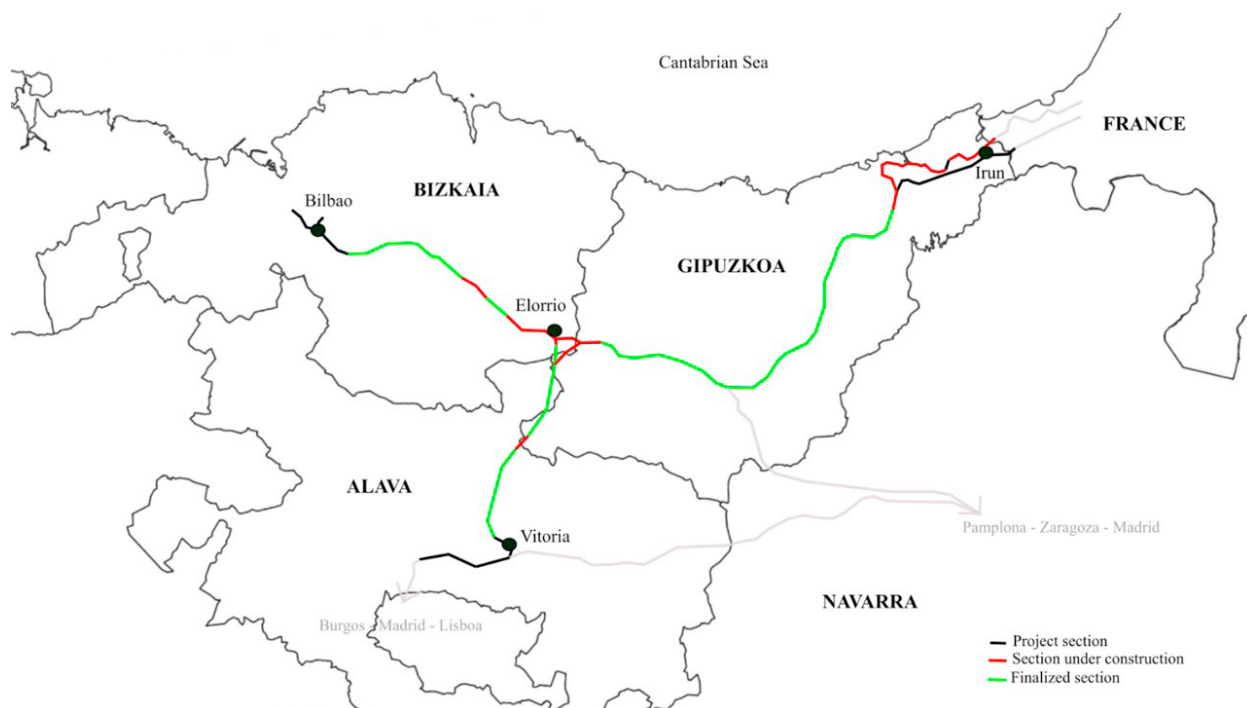 Cantabrian Sea
FRANCE
Irun
BIZKAIA
Bilbao
GIPUZKOA
Elorrio
ALAVA
Pamplona - Zaragoza - Madrid
Vitoria
NAVARRA
Burgos - Madrid - Lisboa
Project section
Section under construction
Finalized section